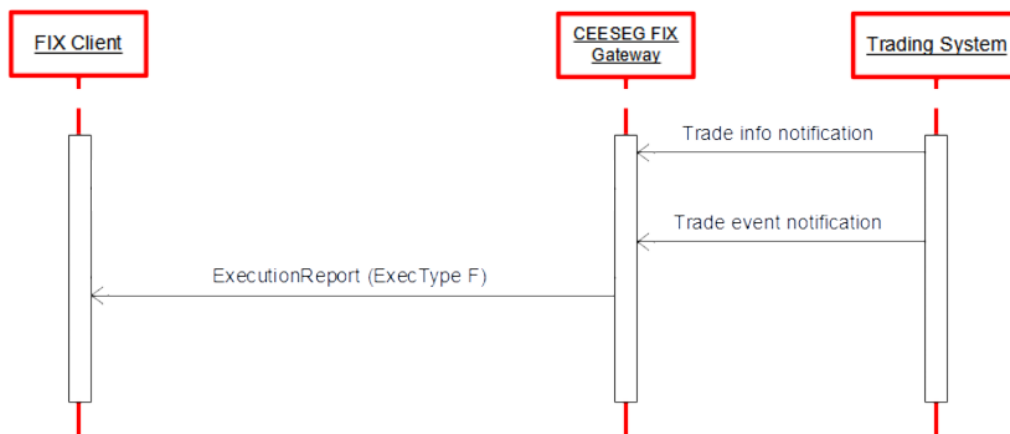 FIX Client
CEESEG FIX
Gateway
Trading System
Trade info notification
Trade event notification
ExecutionReport (ExecType F)